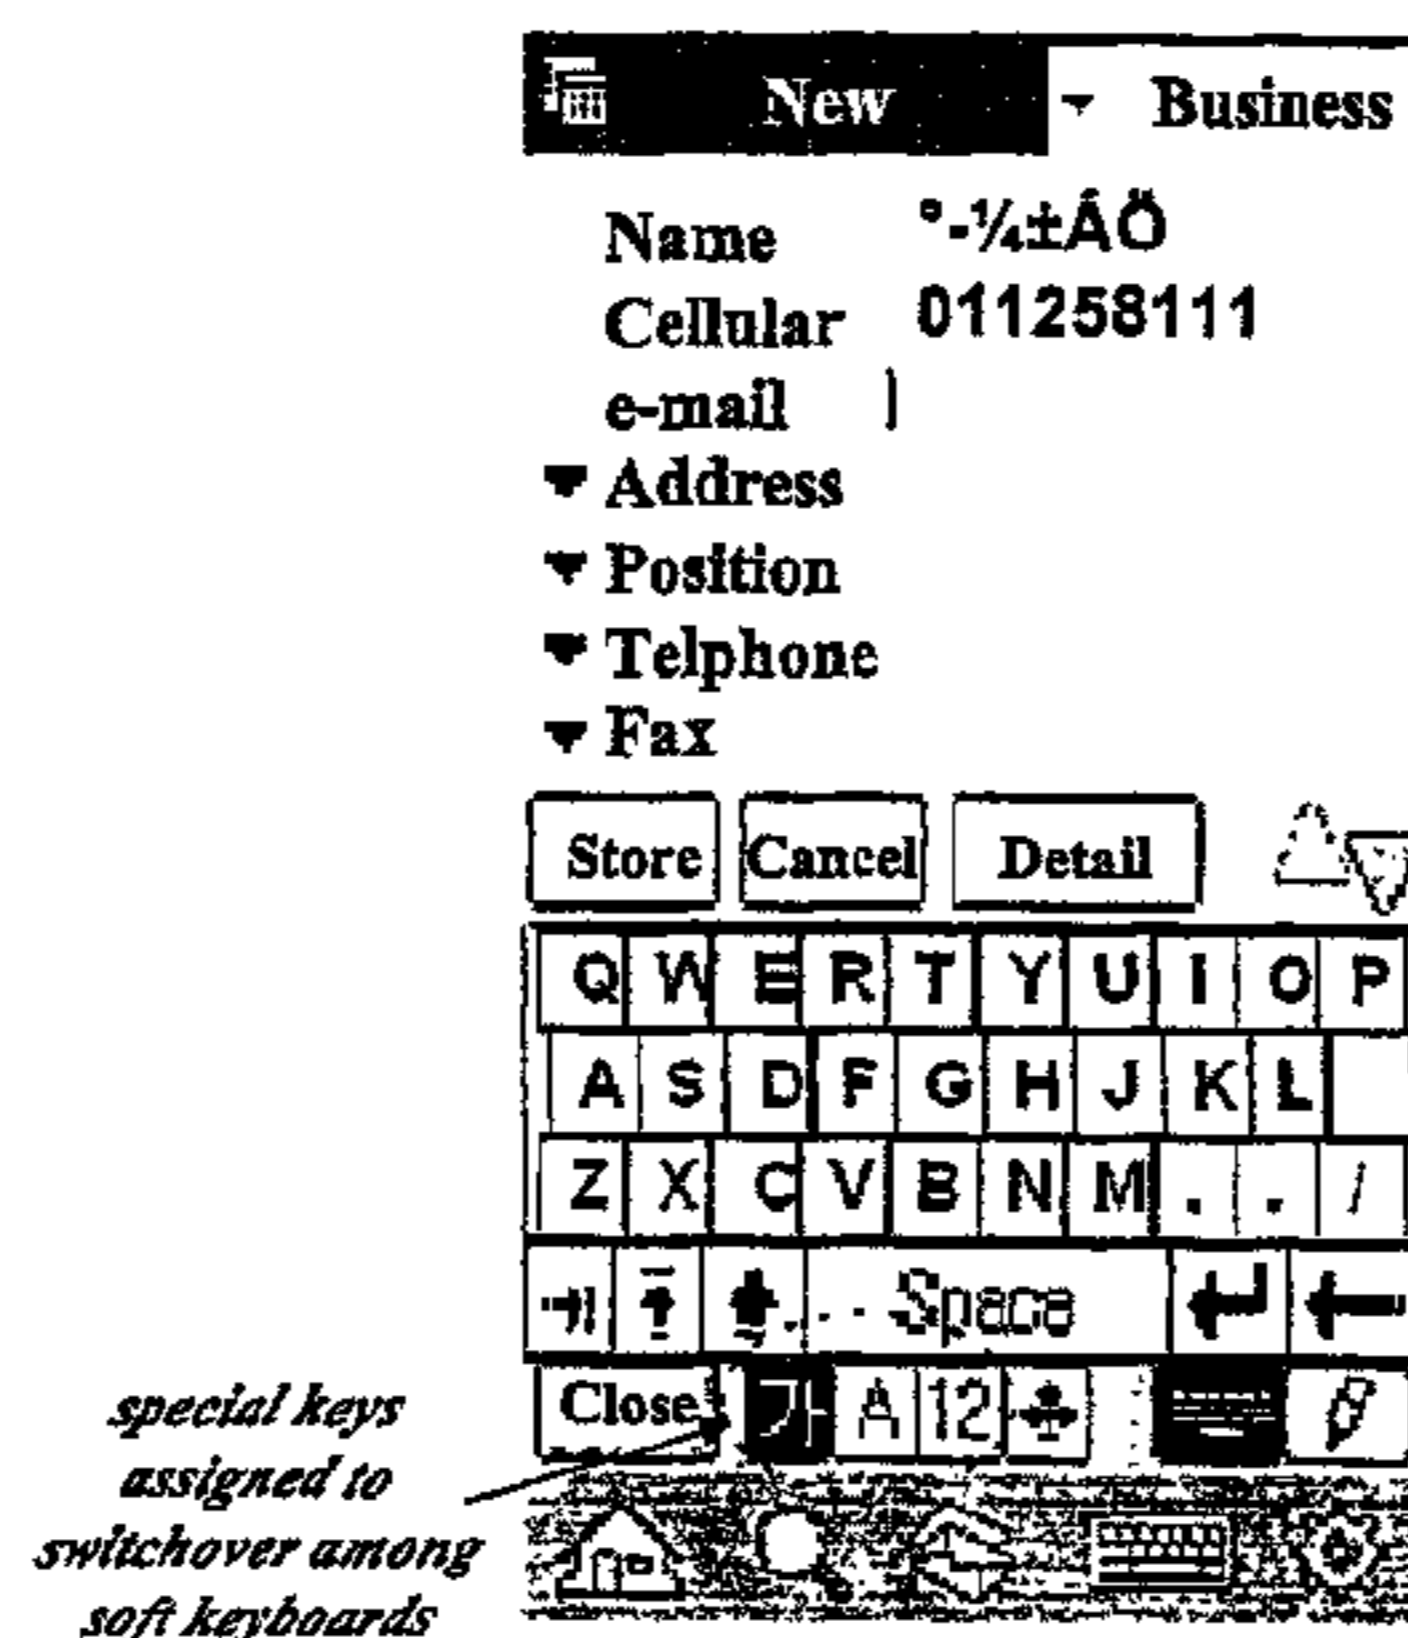 New Business
Name °-¼±ÁÖ
Cellular 011258111
e-mail
Address
Position
Telphone
Fax
Store Cancel Detail
Q W E R T Y U I O P
A S D F G H J K L
Z X C V B N M . . /
Space
Close 가 A 12
special keys
assigned to
switchover among
soft keyboards